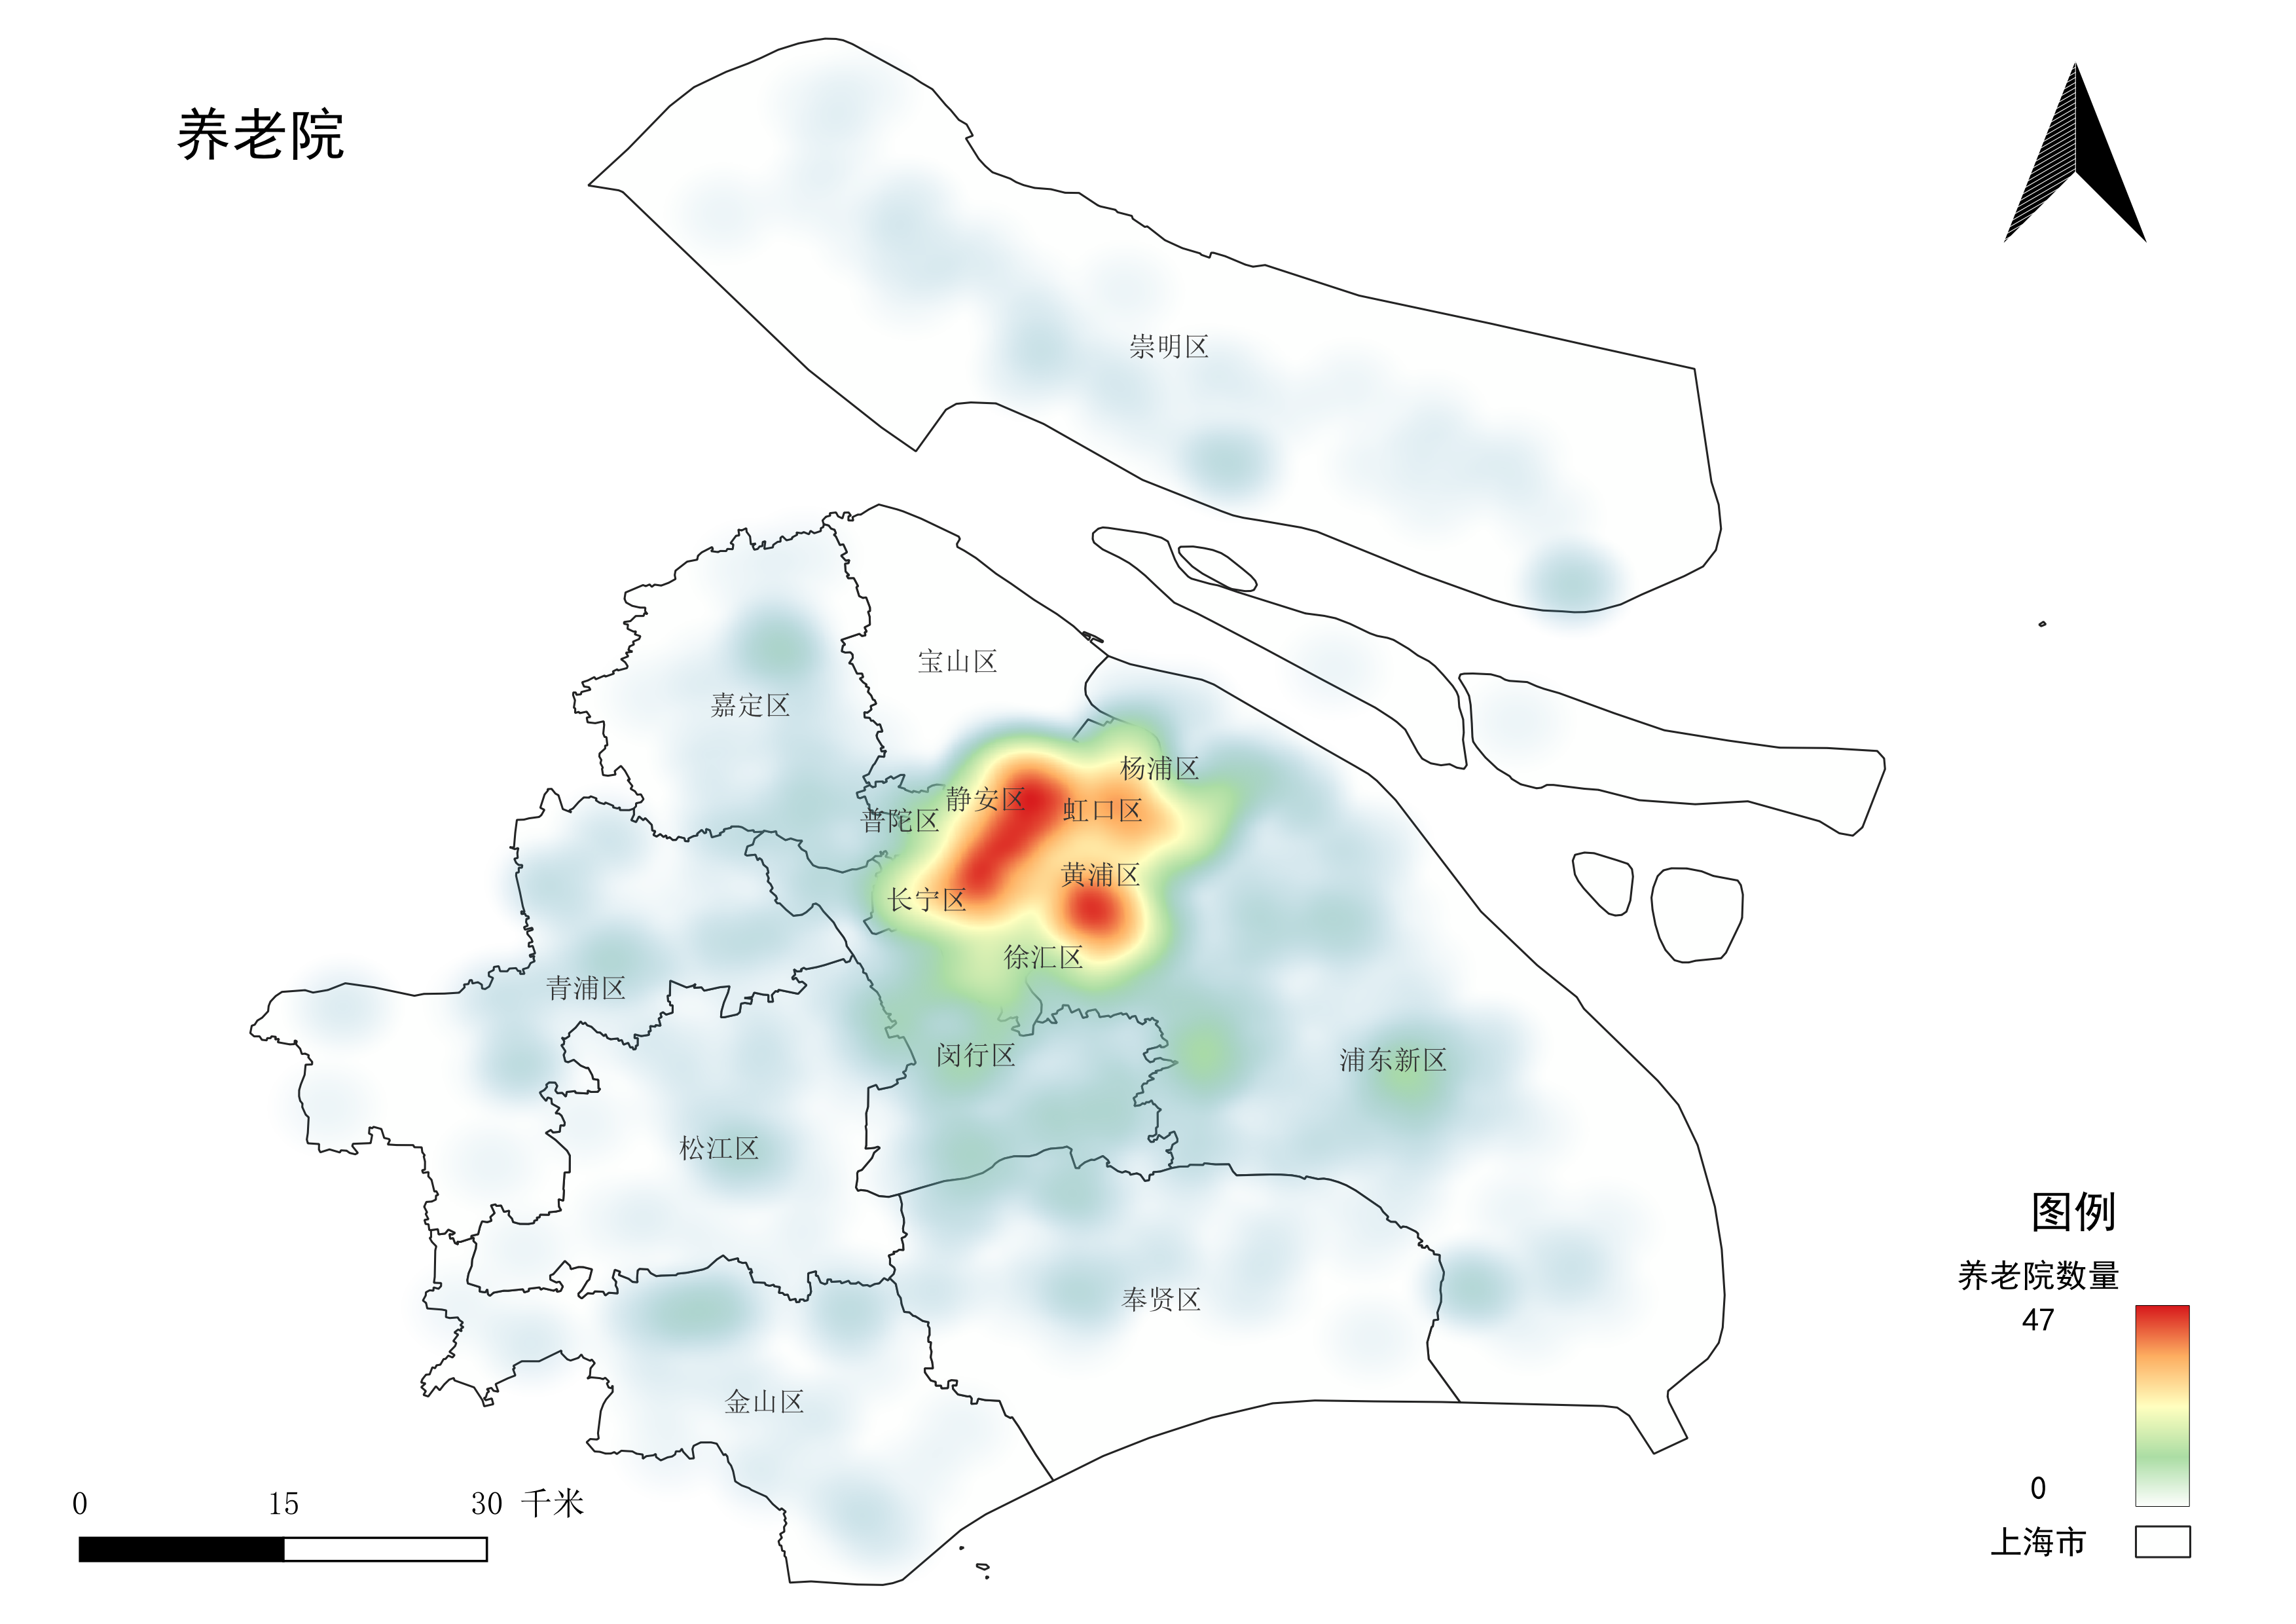 养老院
崇明区
宝山区
嘉定区
杨浦区
静安区
虹口区
普陀区
黄浦区
长宁区
徐汇区
青浦区
闵行区
浦东新区
松江区
奉贤区
金山区
图例
养老院数量
47
0
上海市
0 15 30 千米